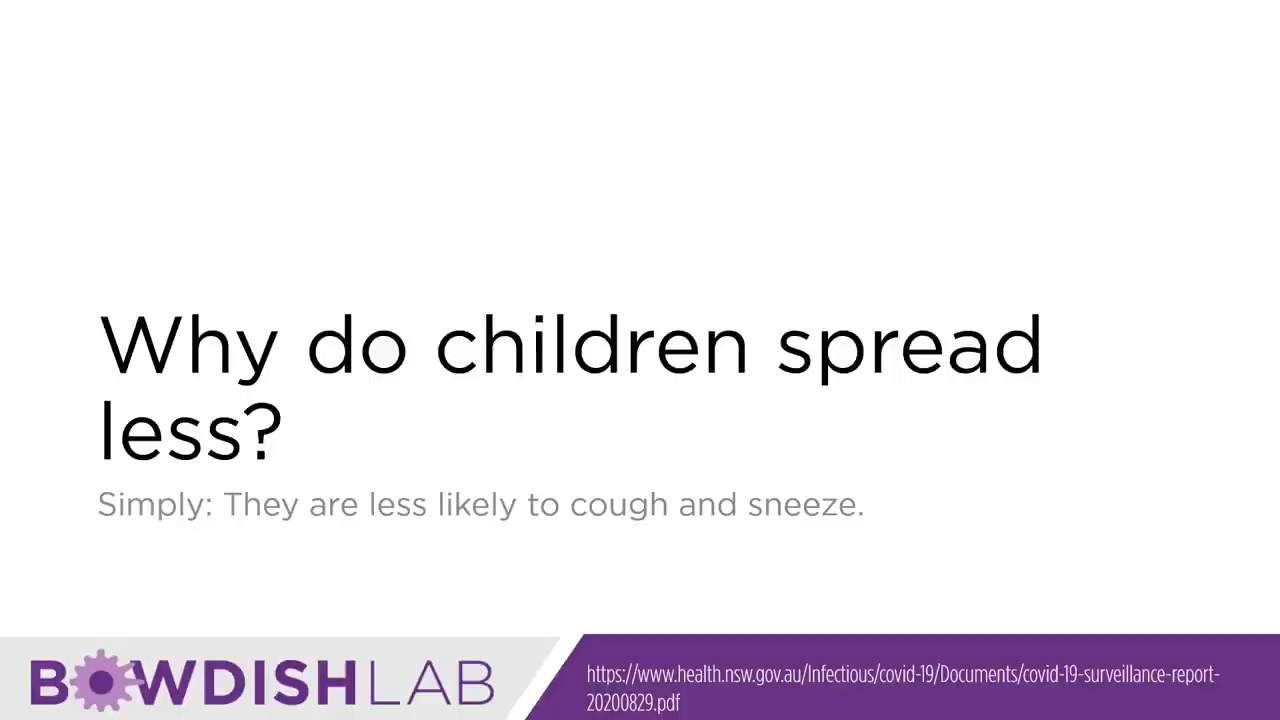 Why do children spread
less?
Simply: They are less likely to cough and sneeze.
BOWDISHLAB
https://www.health.nsw.gov.au/Infectious/covid-19/Documents/covid-19-surveillance-report-
20200829.pdf